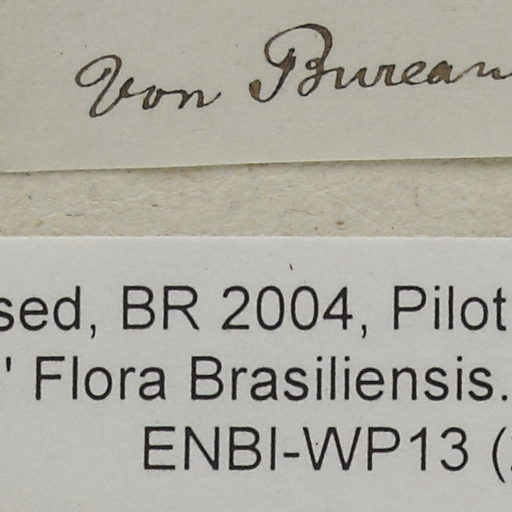 Von Bureau
sed, BR 2004, Pilot
' Flora Brasiliensis.
ENBI-WP13 (